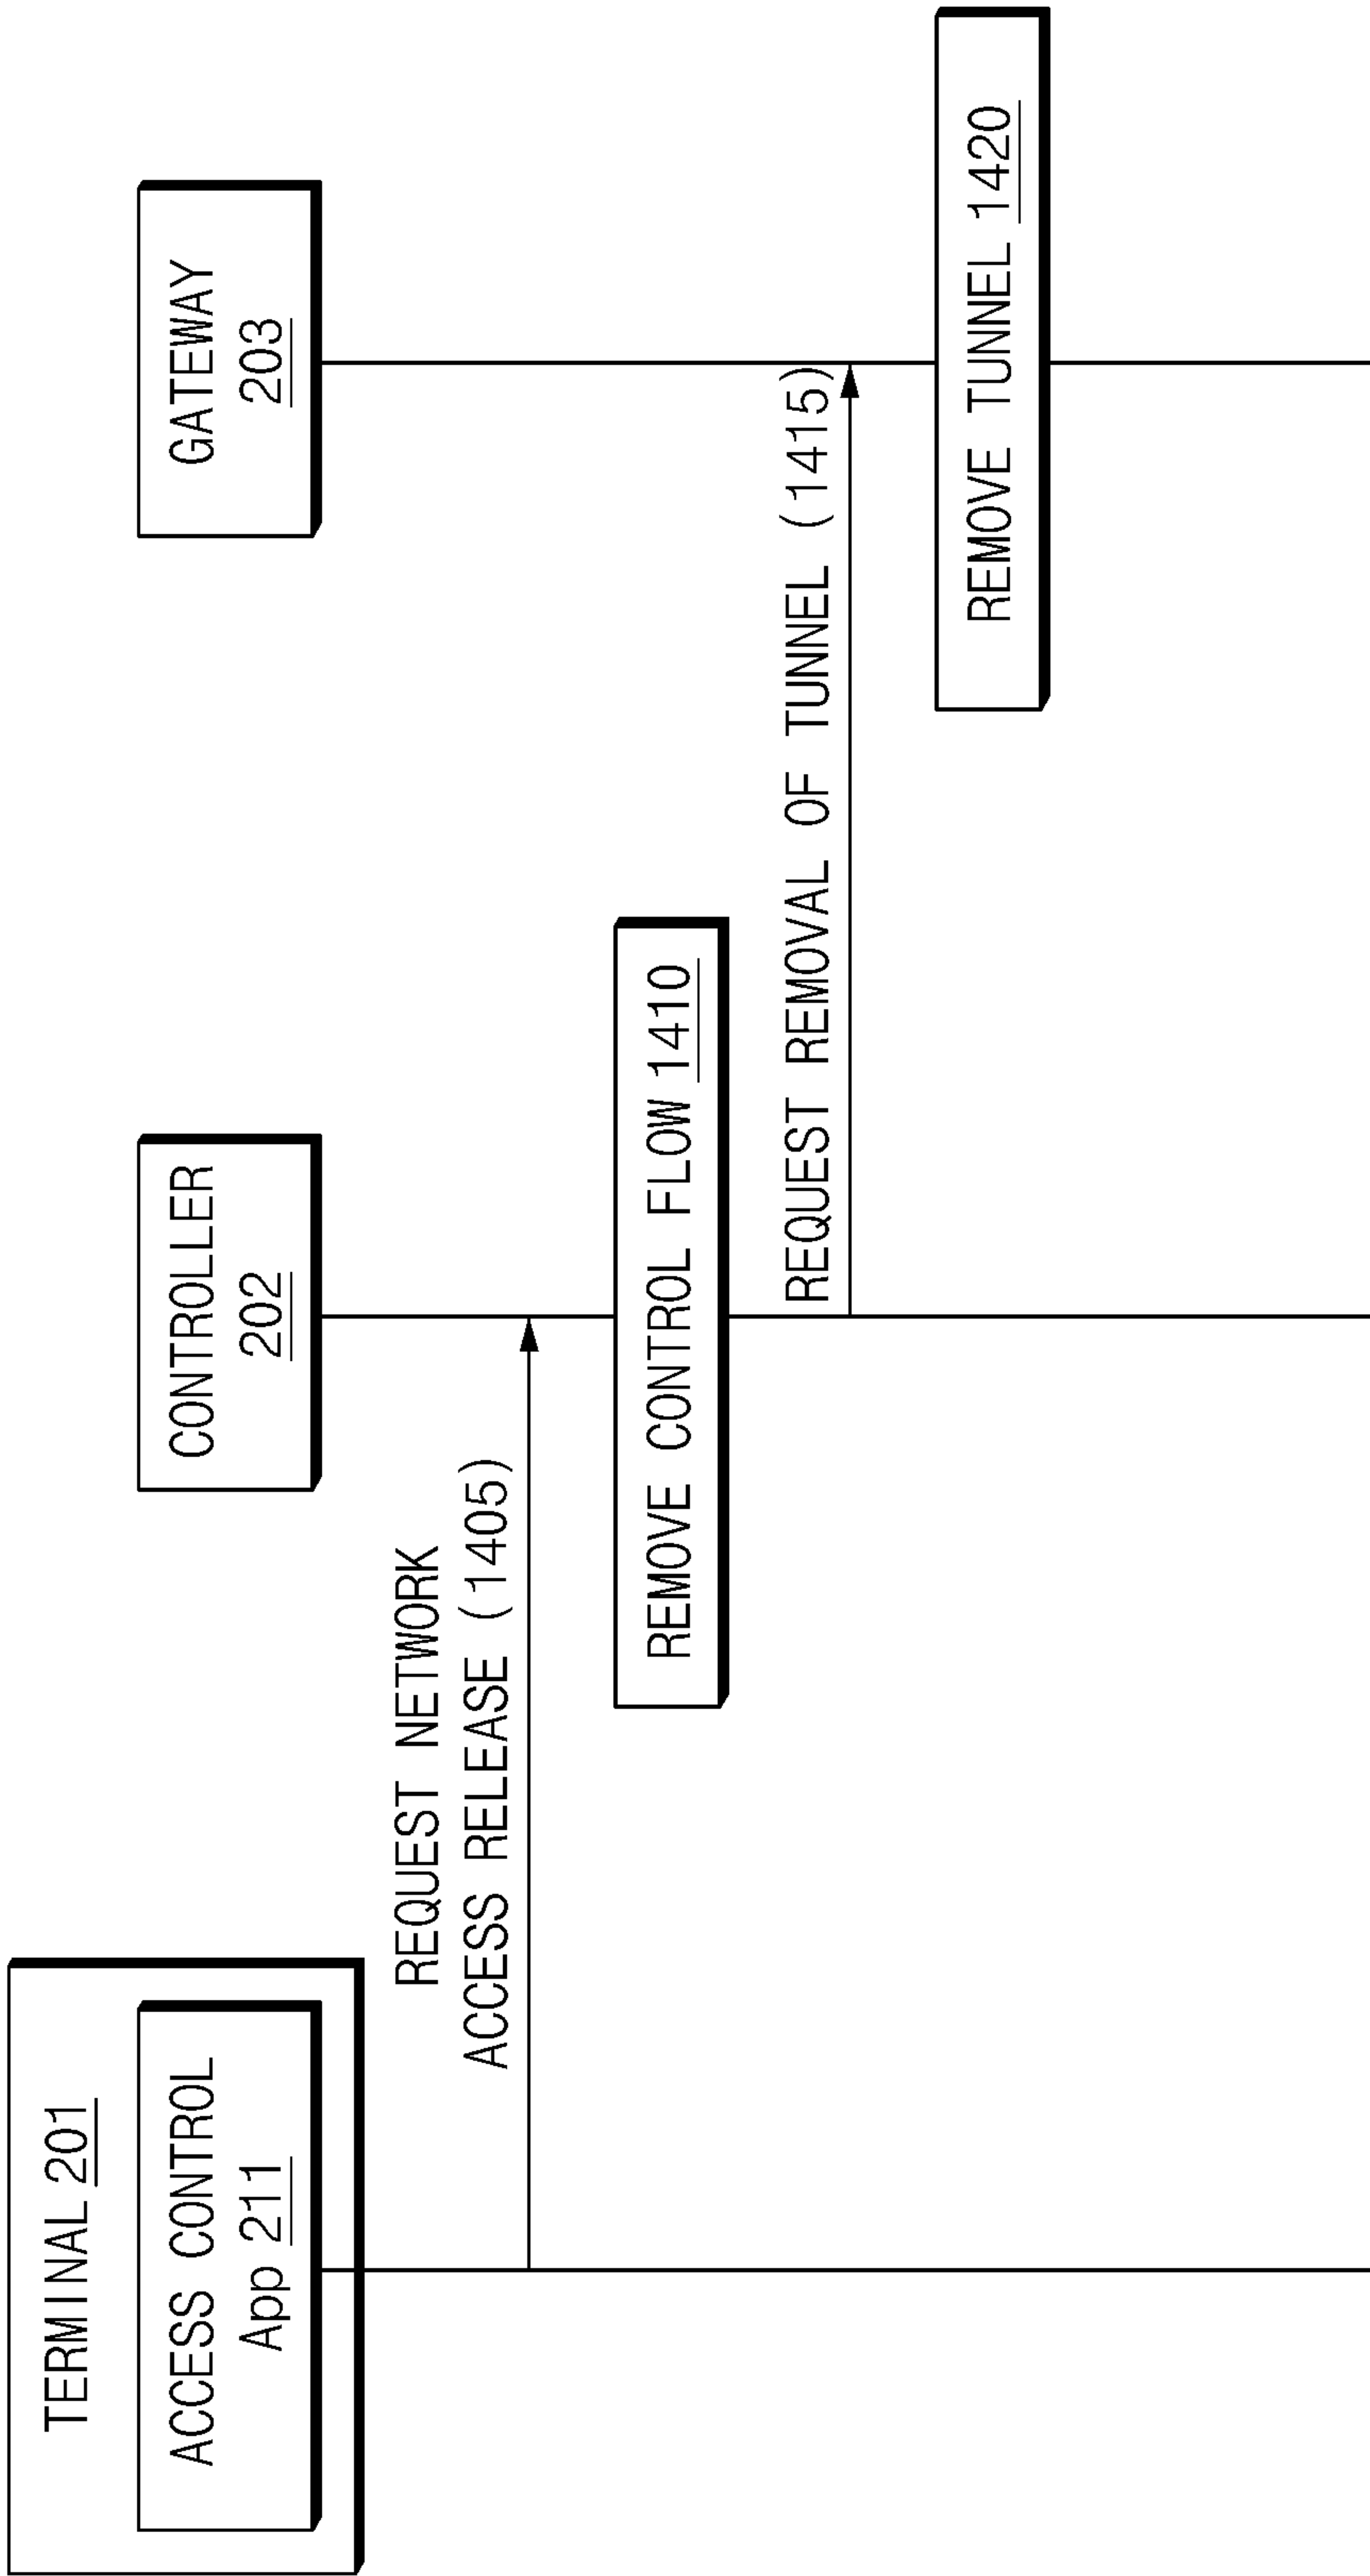 TERMINAL 201
ACCESS CONTROL
App 211
CONTROLLER
202
GATEWAY
203
REQUEST NETWORK
ACCESS RELEASE (1405)
REMOVE CONTROL FLOW 1410
REQUEST REMOVAL OF TUNNEL (1415)
REMOVE TUNNEL 1420